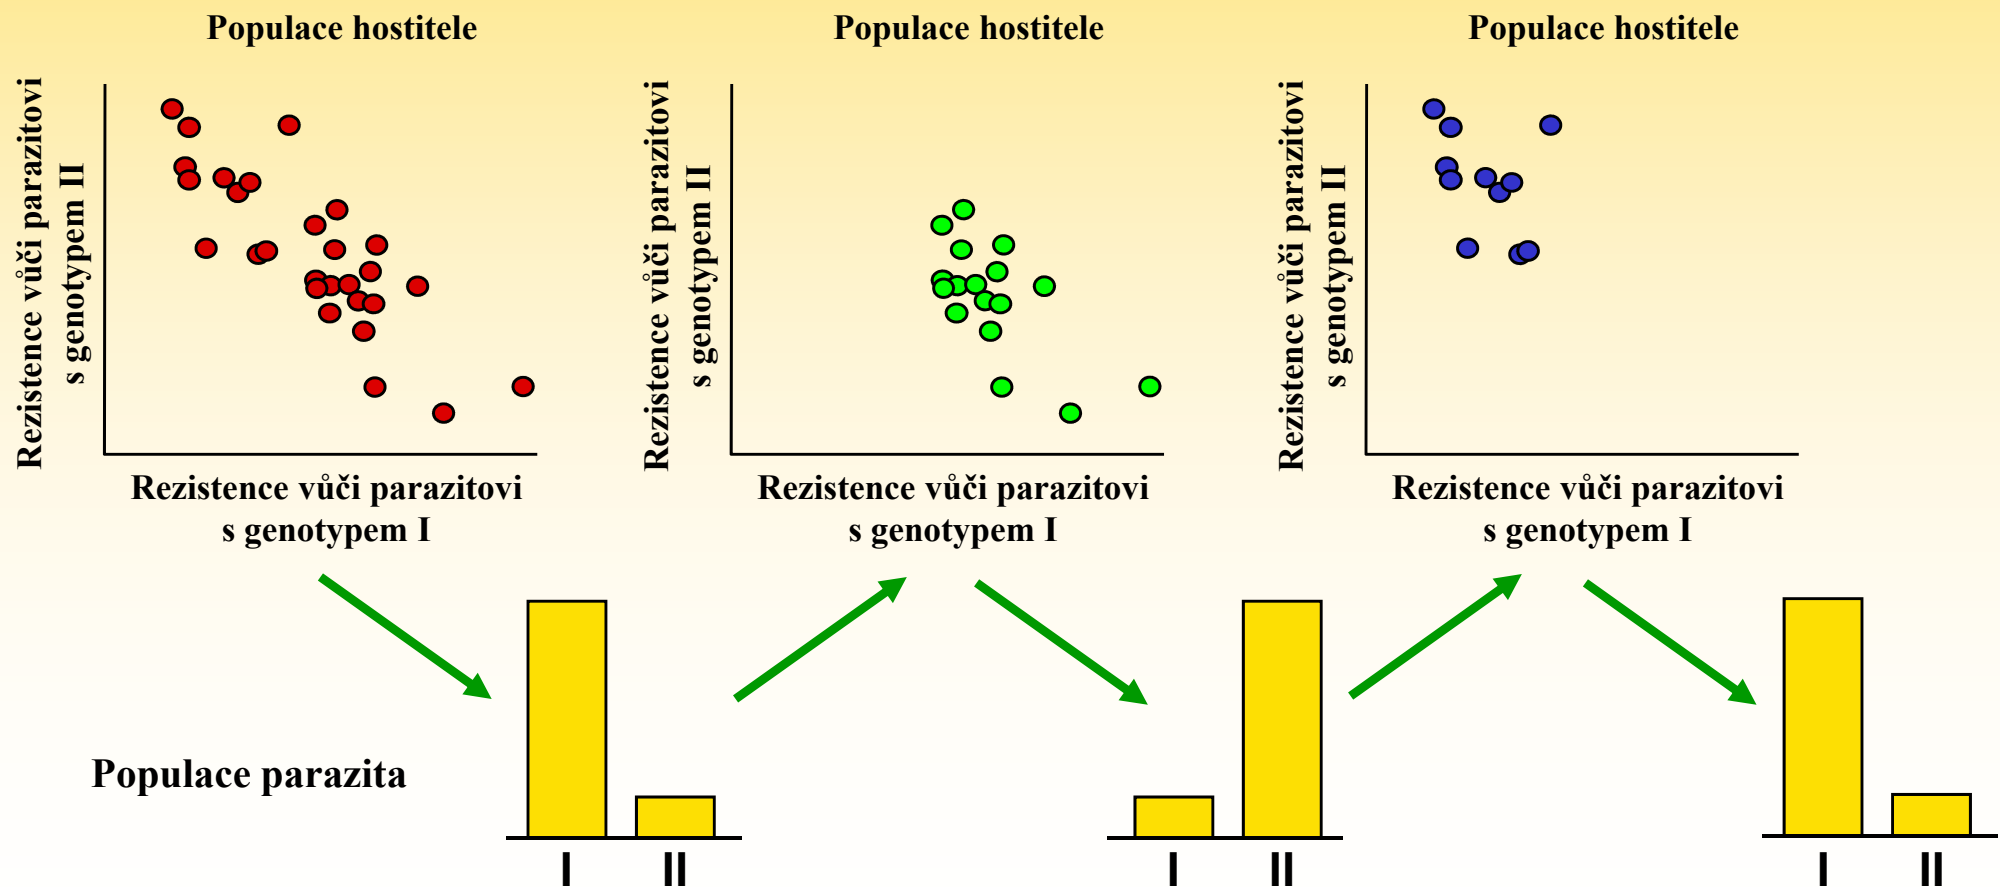 Populace hostitele
Rezistence vůči parazitovi
s genotypem II
Rezistence vůči parazitovi
s genotypem I
Populace hostitele
Rezistence vůči parazitovi
s genotypem II
Rezistence vůči parazitovi
s genotypem I
Populace hostitele
Rezistence vůči parazitovi
s genotypem II
Rezistence vůči parazitovi
s genotypem I
Populace parazita
I II
I II
I II